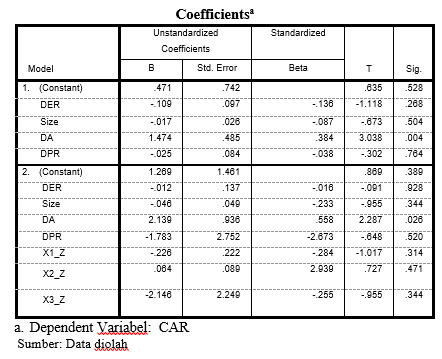 Coefficientsª
Unstandardized Coefficients Standardized
Model B Std. Error Beta T Sig.
1. (Constant) .471 .742 .635 .528
DER -.109 .097 -.136 -1.118 .268
Size -.017 .026 -.087 -.673 .504
DA 1.474 .485 .384 3.038 .004
DPR -.025 .084 -.038 -.302 .764
2. (Constant) 1.269 1.461 .869 .389
DER -.012 .137 -.016 -.091 .928
Size -.046 .049 -.233 -.955 .344
DA 2.139 .936 .558 2.287 .026
DPR -1.783 2.752 -2.673 -.648 .520
X1_Z -.226 .222 -.284 -1.017 .314
X2_Z .064 .089 2.939 .727 .471
X3_Z -2.146 2.249 -.255 -.955 .344
a. Dependent Variabel: CAR
Sumber: Data diolah